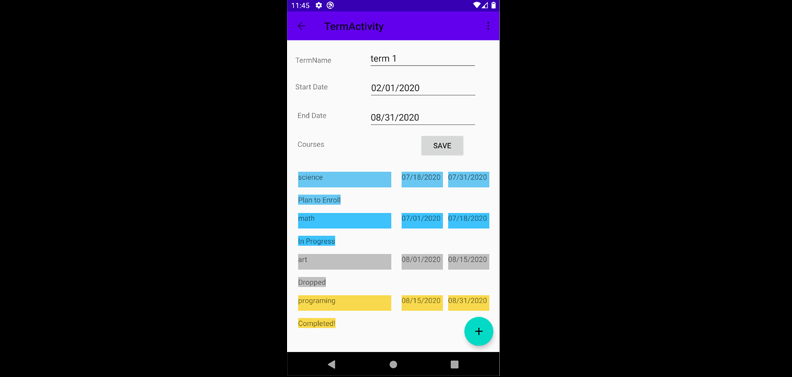 11:45
TermActivity
TermName term 1
Start Date 02/01/2020
End Date 08/31/2020
Courses SAVE
science 07/18/2020 07/31/2020
Plan to Enroll
math 07/01/2020 07/18/2020
In Progress
art 08/01/2020 08/15/2020
Dropped
programing 08/15/2020 08/31/2020
Completed!
+